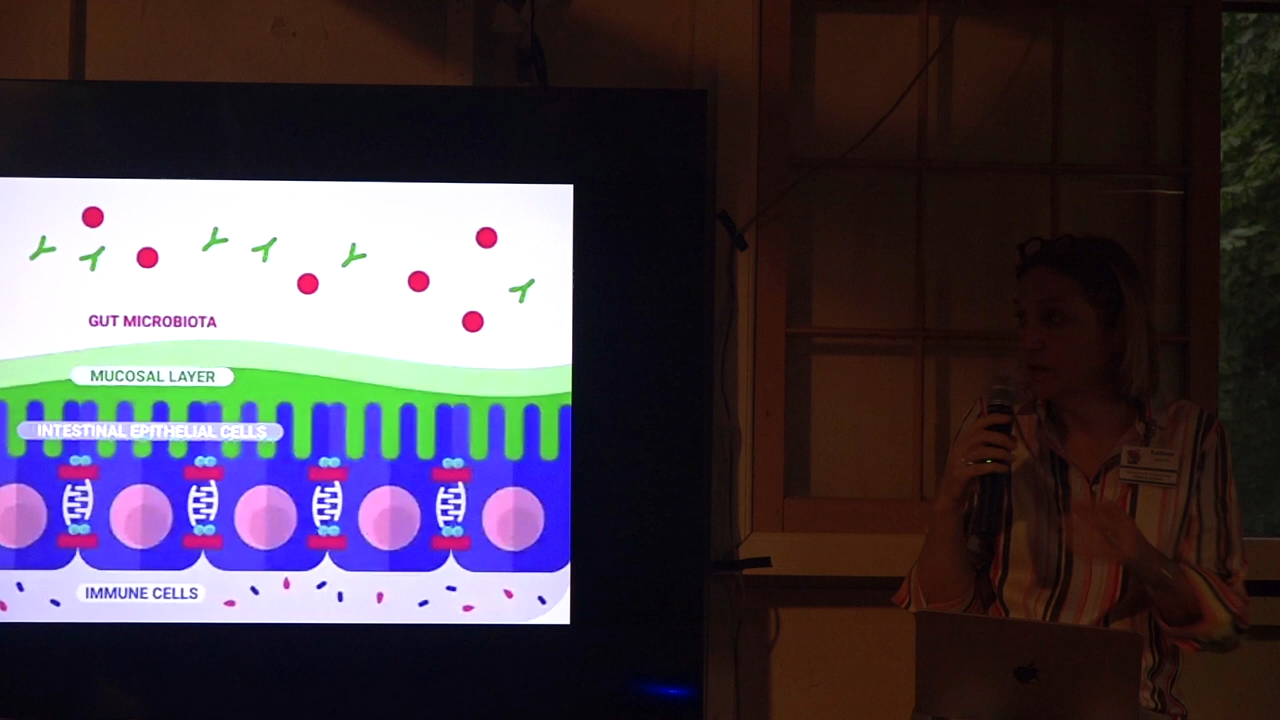 GUT MICROBIOTA
MUCOSAL LAYER
INTESTINAL EPITHELIAL CELLS
IMMUNE CELLS